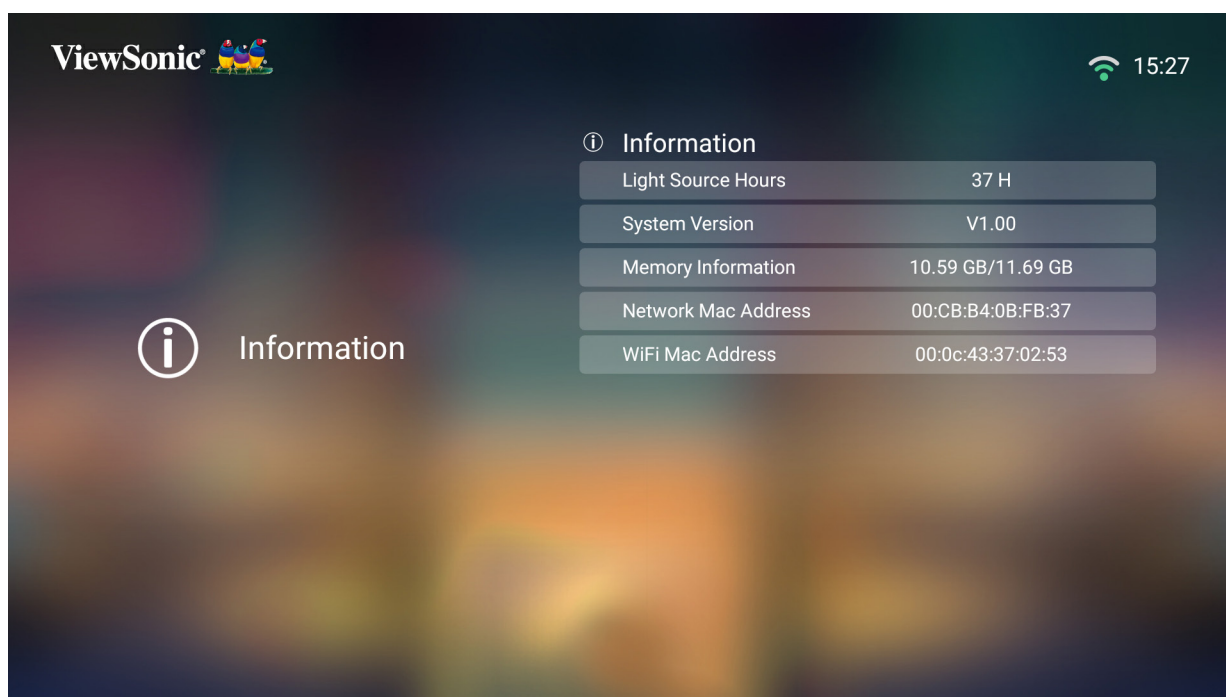 ViewSonic®
15:27
Information
Light Source Hours 37 H
System Version V1.00
Memory Information 10.59 GB/11.69 GB
Network Mac Address 00:CB:B4:0B:FB:37
WiFi Mac Address 00:0c:43:37:02:53
Information